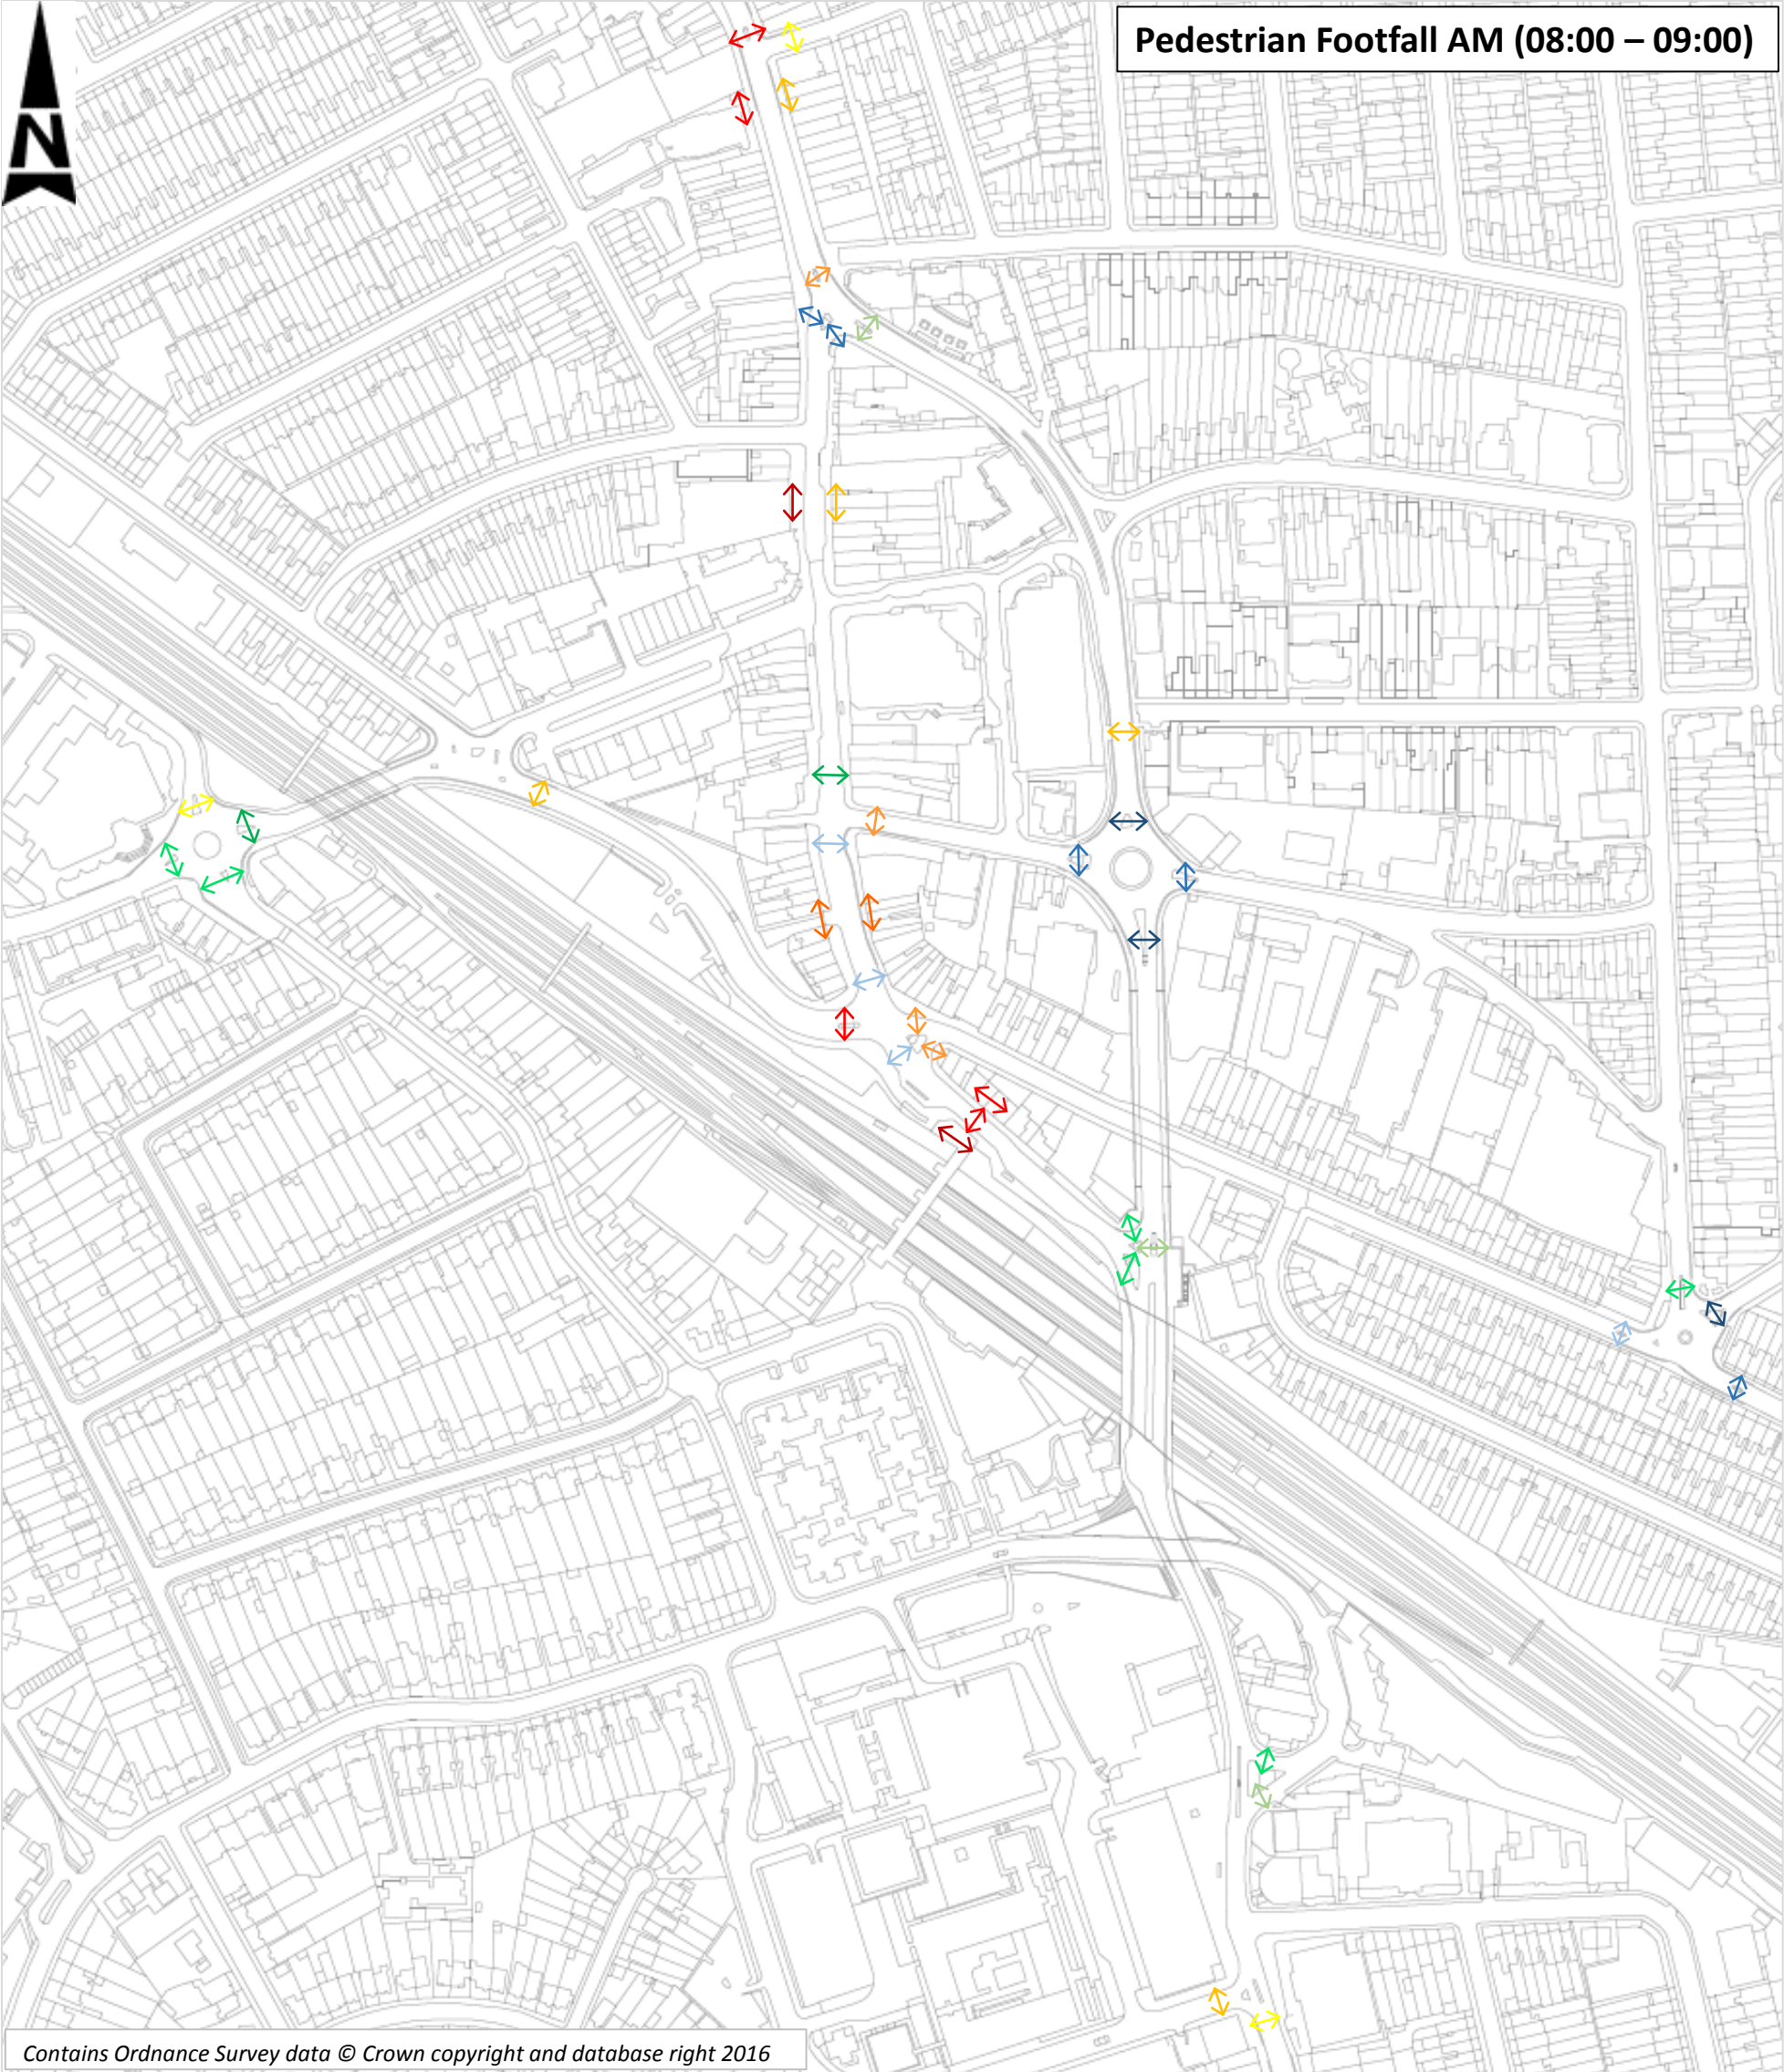 Pedestrian Footfall AM (08:00 – 09:00)
N
Contains Ordnance Survey data © Crown copyright and database right 2016